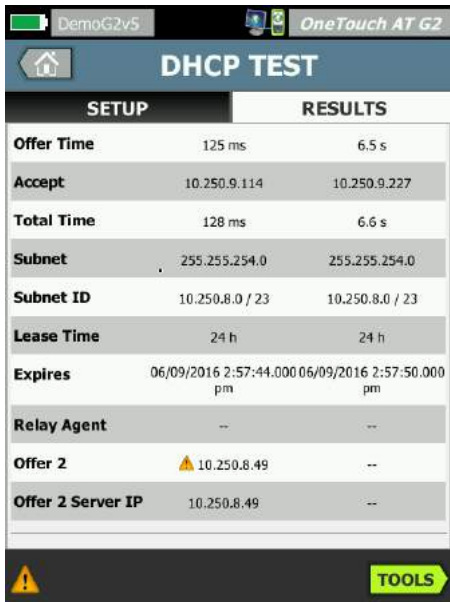 DemoG2v5 OneTouch AT G2
DHCP TEST
SETUP RESULTS
Offer Time 125 ms 6.5 s
Accept 10.250.9.114 10.250.9.227
Total Time 128 ms 6.6 s
Subnet 255.255.254.0 255.255.254.0
Subnet ID 10.250.8.0 / 23 10.250.8.0 / 23
Lease Time 24 h 24 h
Expires 06/09/2016 2:57:44.000 06/09/2016 2:57:50.000
pm pm
Relay Agent -- --
Offer 2 10.250.8.49 --
Offer 2 Server IP 10.250.8.49 --
TOOLS